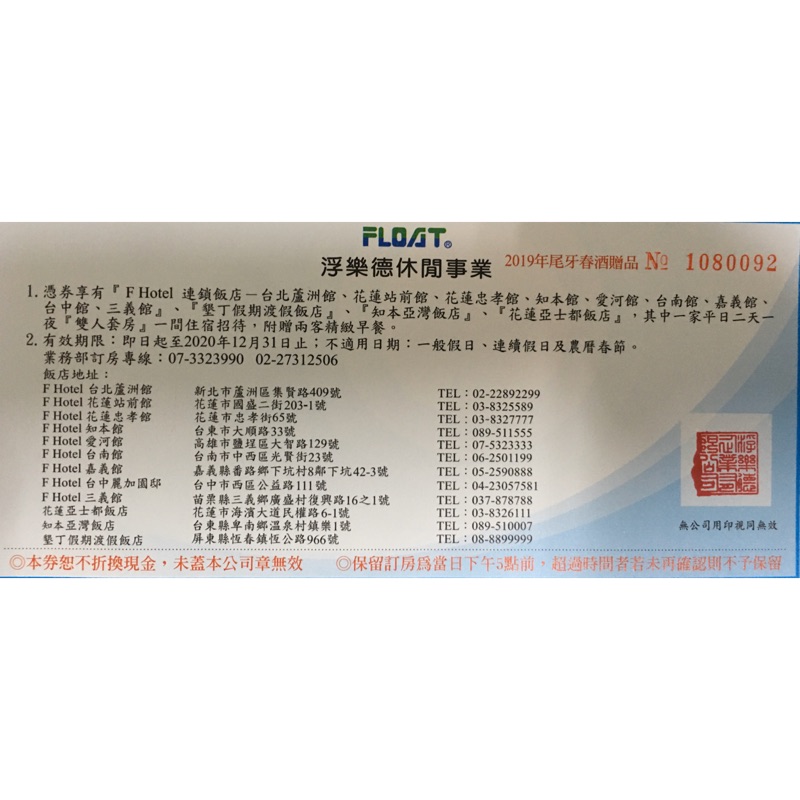 FLOAT®
浮樂德休閒事業 2019年尾牙春酒贈品 № 1080092
1. 憑券享有『F Hotel 連鎖飯店－台北蘆洲館、花蓮站前館、花蓮忠孝館、知本館、愛河館、台南館、嘉義館、
台中館、三義館』、『墾丁假期渡假飯店』、『知本亞灣飯店』、『花蓮亞士都飯店』，其中一家平日二天一
夜『雙人套房』一間住宿招待，附贈兩客精緻早餐。
2. 有效期限：即日起至2020年12月31日止；不適用日期：一般假日、連續假日及農曆春節。
業務部訂房專線：07-3323990 02-27312506
飯店地址：
F Hotel 台北蘆洲館 新北市蘆洲區集賢路409號 TEL：02-22892299
F Hotel 花蓮站前館 花蓮市國盛二街203-1號 TEL：03-8325589
F Hotel 花蓮忠孝館 花蓮市忠孝街65號 TEL：03-8327777
F Hotel 知本館 台東市大順路33號 TEL：089-511555
F Hotel 愛河館 高雄市鹽埕區大智路129號 TEL：07-5323333
F Hotel 台南館 台南市中西區光賢街23號 TEL：06-2501199
F Hotel 嘉義館 嘉義縣番路鄉下坑村8鄰下坑42-3號 TEL：05-2590888
F Hotel 台中麗加園邸 台中市西區公益路111號 TEL：04-23057581
F Hotel 三義館 苗栗縣三義鄉廣盛村復興路16之1號 TEL：037-878788
花蓮亞士都飯店 花蓮市海濱大道民權路6-1號 TEL：03-8326111
知本亞灣飯店 台東縣卑南鄉溫泉村鎮樂1號 TEL：089-510007
墾丁假期渡假飯店 屏東縣恆春鎮恆公路966號 TEL：08-8899999
無公司用印視同無效
◎本券恕不折換現金，未蓋本公司章無效 ◎保留訂房為當日下午5點前，超過時間者若未再確認則不予保留